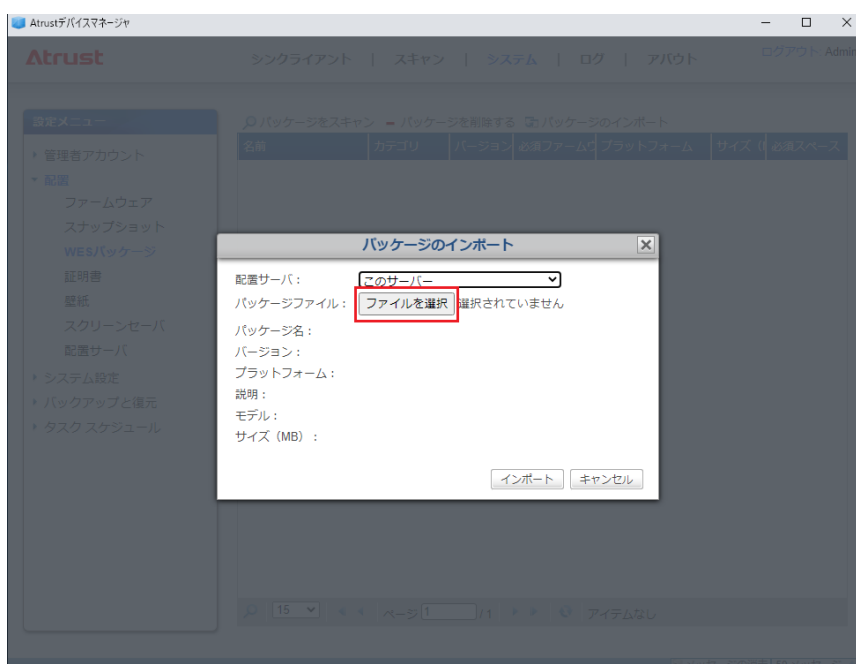 Atrustデバイスマネージャ
Atrust
シンクライアント | スキャン | システム | ログ | アバウト
ログアウト: Admin
設定メニュー
パッケージをスキャン パッケージを削除する パッケージのインポート
名前 カテゴリ バージョン 必須ファームウ プラットフォーム サイズ ( 必須スペース
管理者アカウント
配置
ファームウェア
スナップショット
WESパッケージ
証明書
壁紙
スクリーンセーバ
配置サーバ
システム設定
バックアップと復元
タスク スケジュール
パッケージのインポート
配置サーバ: このサーバー
パッケージファイル: ファイルを選択 選択されていません
パッケージ名:
バージョン:
プラットフォーム:
説明:
モデル:
サイズ (MB) :
インポート キャンセル
15 ページ 1 / 1 アイテムなし